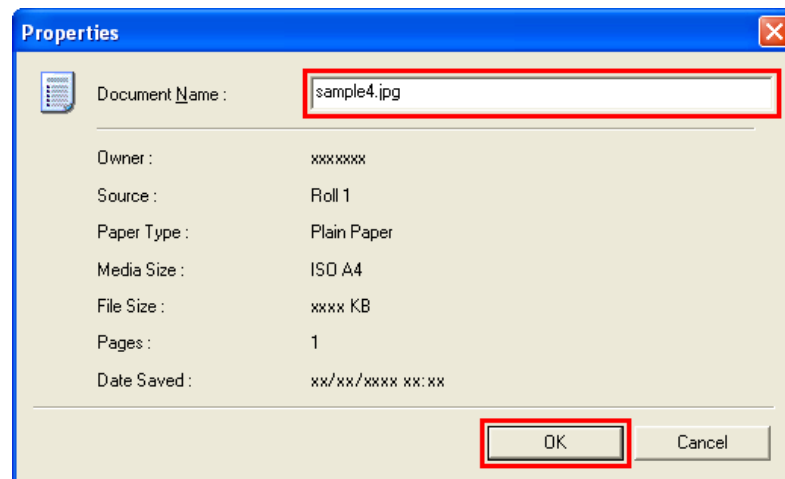 Properties
Document Name : sample4.jpg
Owner : xxxxxxx
Source : Roll 1
Paper Type : Plain Paper
Media Size : ISO A4
File Size : xxxx KB
Pages : 1
Date Saved : xx/xx/xxxx xx:xx
OK Cancel